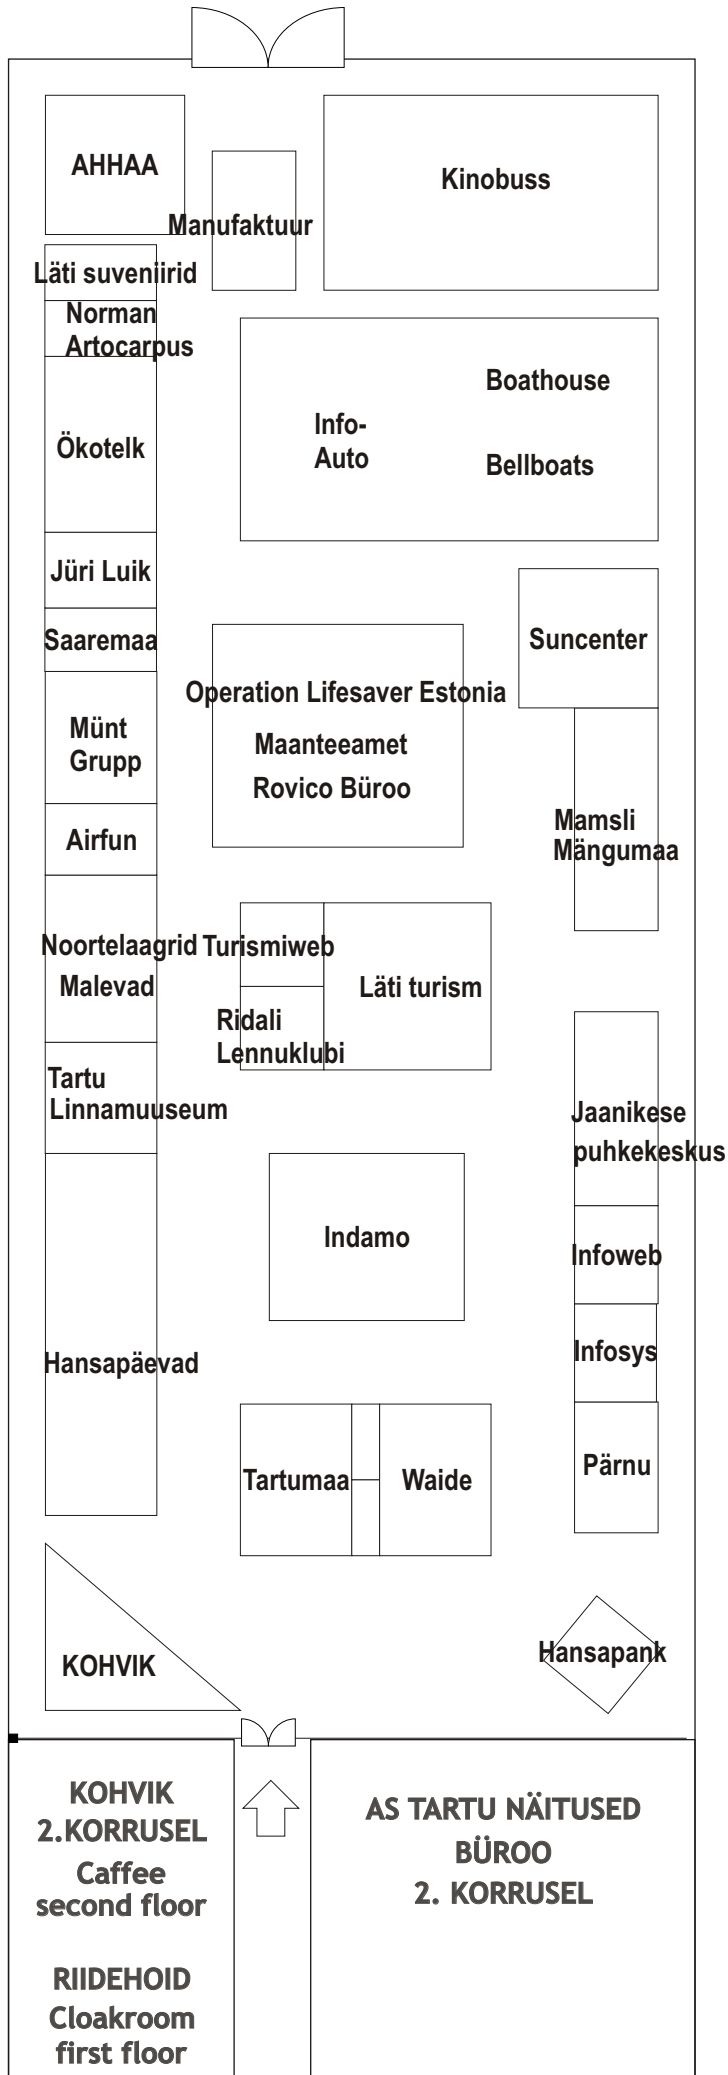 AHHAA
Kinobuss
Manufaktuur
Läti suveniirid
Norman
Artocarpus
Boathouse
Info-
Auto
Ökotelk
Bellboats
Jüri Luik
Saaremaa
Suncenter
Operation Lifesaver Estonia
Münt
Grupp
Maanteeamet
Rovico Büroo
Airfun
Mamsli
Mängumaa
Noortelaagrid
Malevad
Turismiweb
Läti turism
Ridali
Lennuklubi
Tartu
Linnamuuseum
Jaanikese
puhkekeskus
Indamo
Infoweb
Hansapäevad
Infosys
Tartumaa
Waide
Pärnu
KOHVIK
Hansapank
KOHVIK
2.KORRUSEL
Caffee
second floor
RIIDEHOID
Cloakroom
first floor
AS TARTU NÄITUSED
BÜROO
2. KORRUSEL